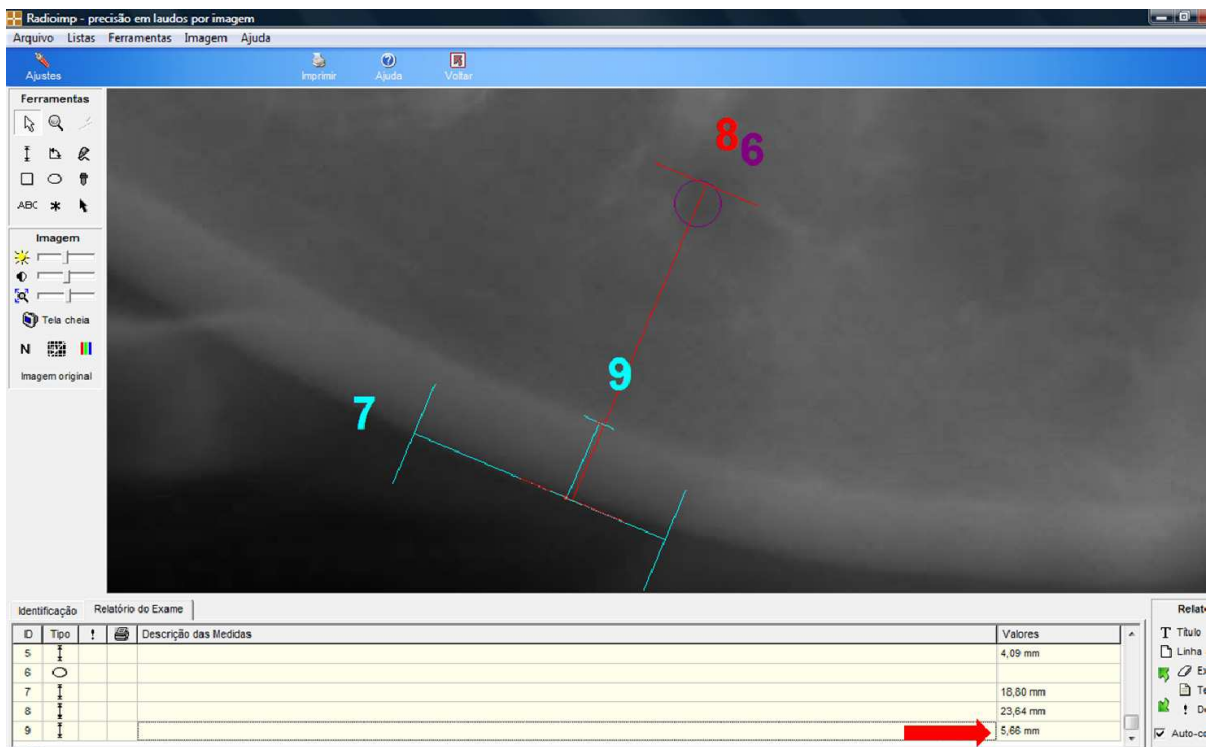 Radioimp - precisão em laudos por imagem
Arquivo Listas Ferramentas Imagem Ajuda
Ajustes Imprimir Ajuda Voltar
Ferramentas
ABC
Imagem
Tela cheia
N
Imagem original
8 6
9
7
Identificação Relatório do Exame
ID Tipo ! Descrição das Medidas Valores
5 4,09 mm
6
7 18,80 mm
8 23,64 mm
9 5,66 mm
T Título
Linha